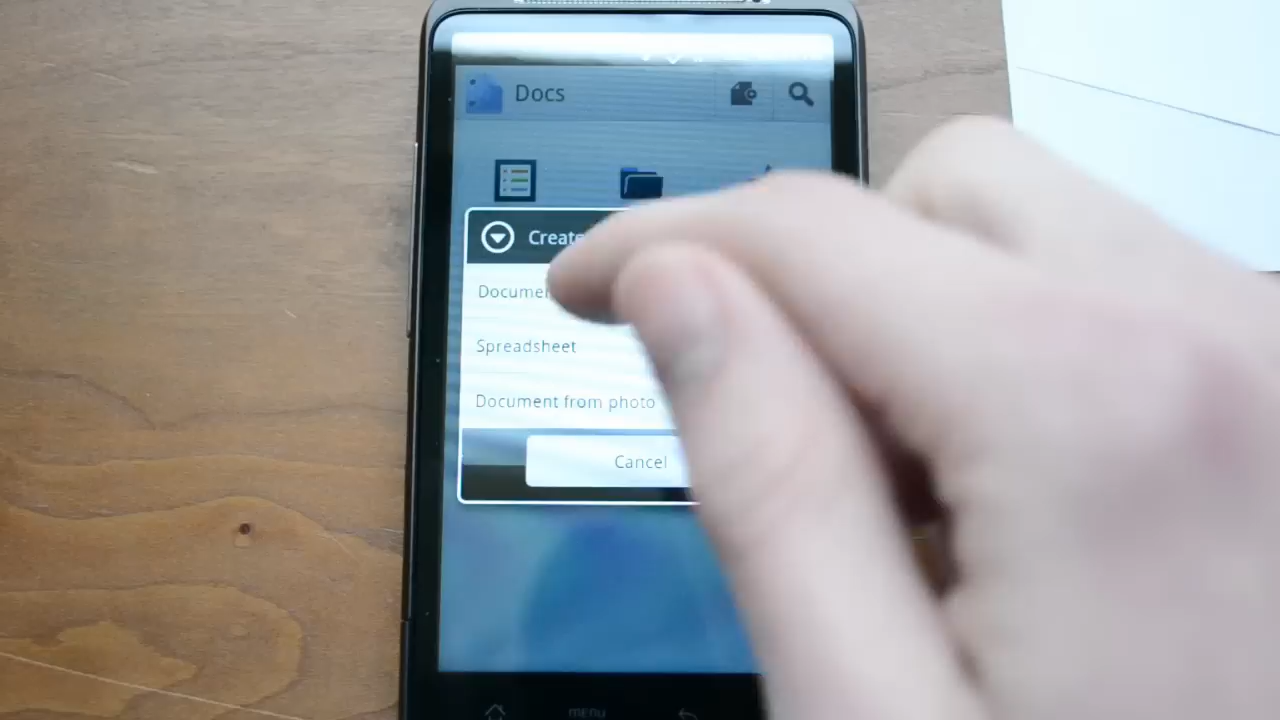 Docs
Create
Document
Spreadsheet
Document from photo
Cancel
menu